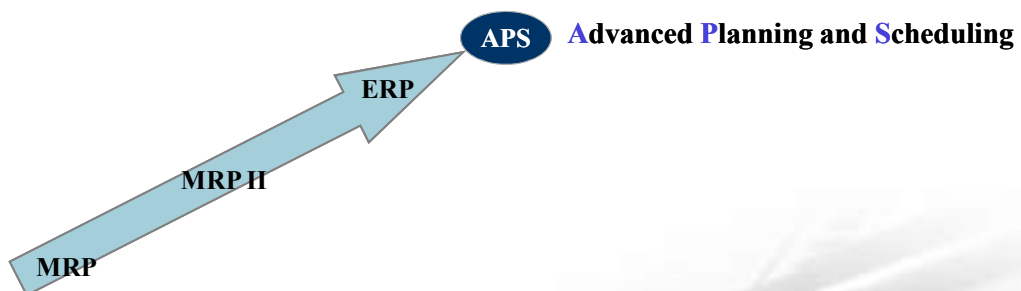 APS Advanced Planning and Scheduling
ERP
MRP II
MRP